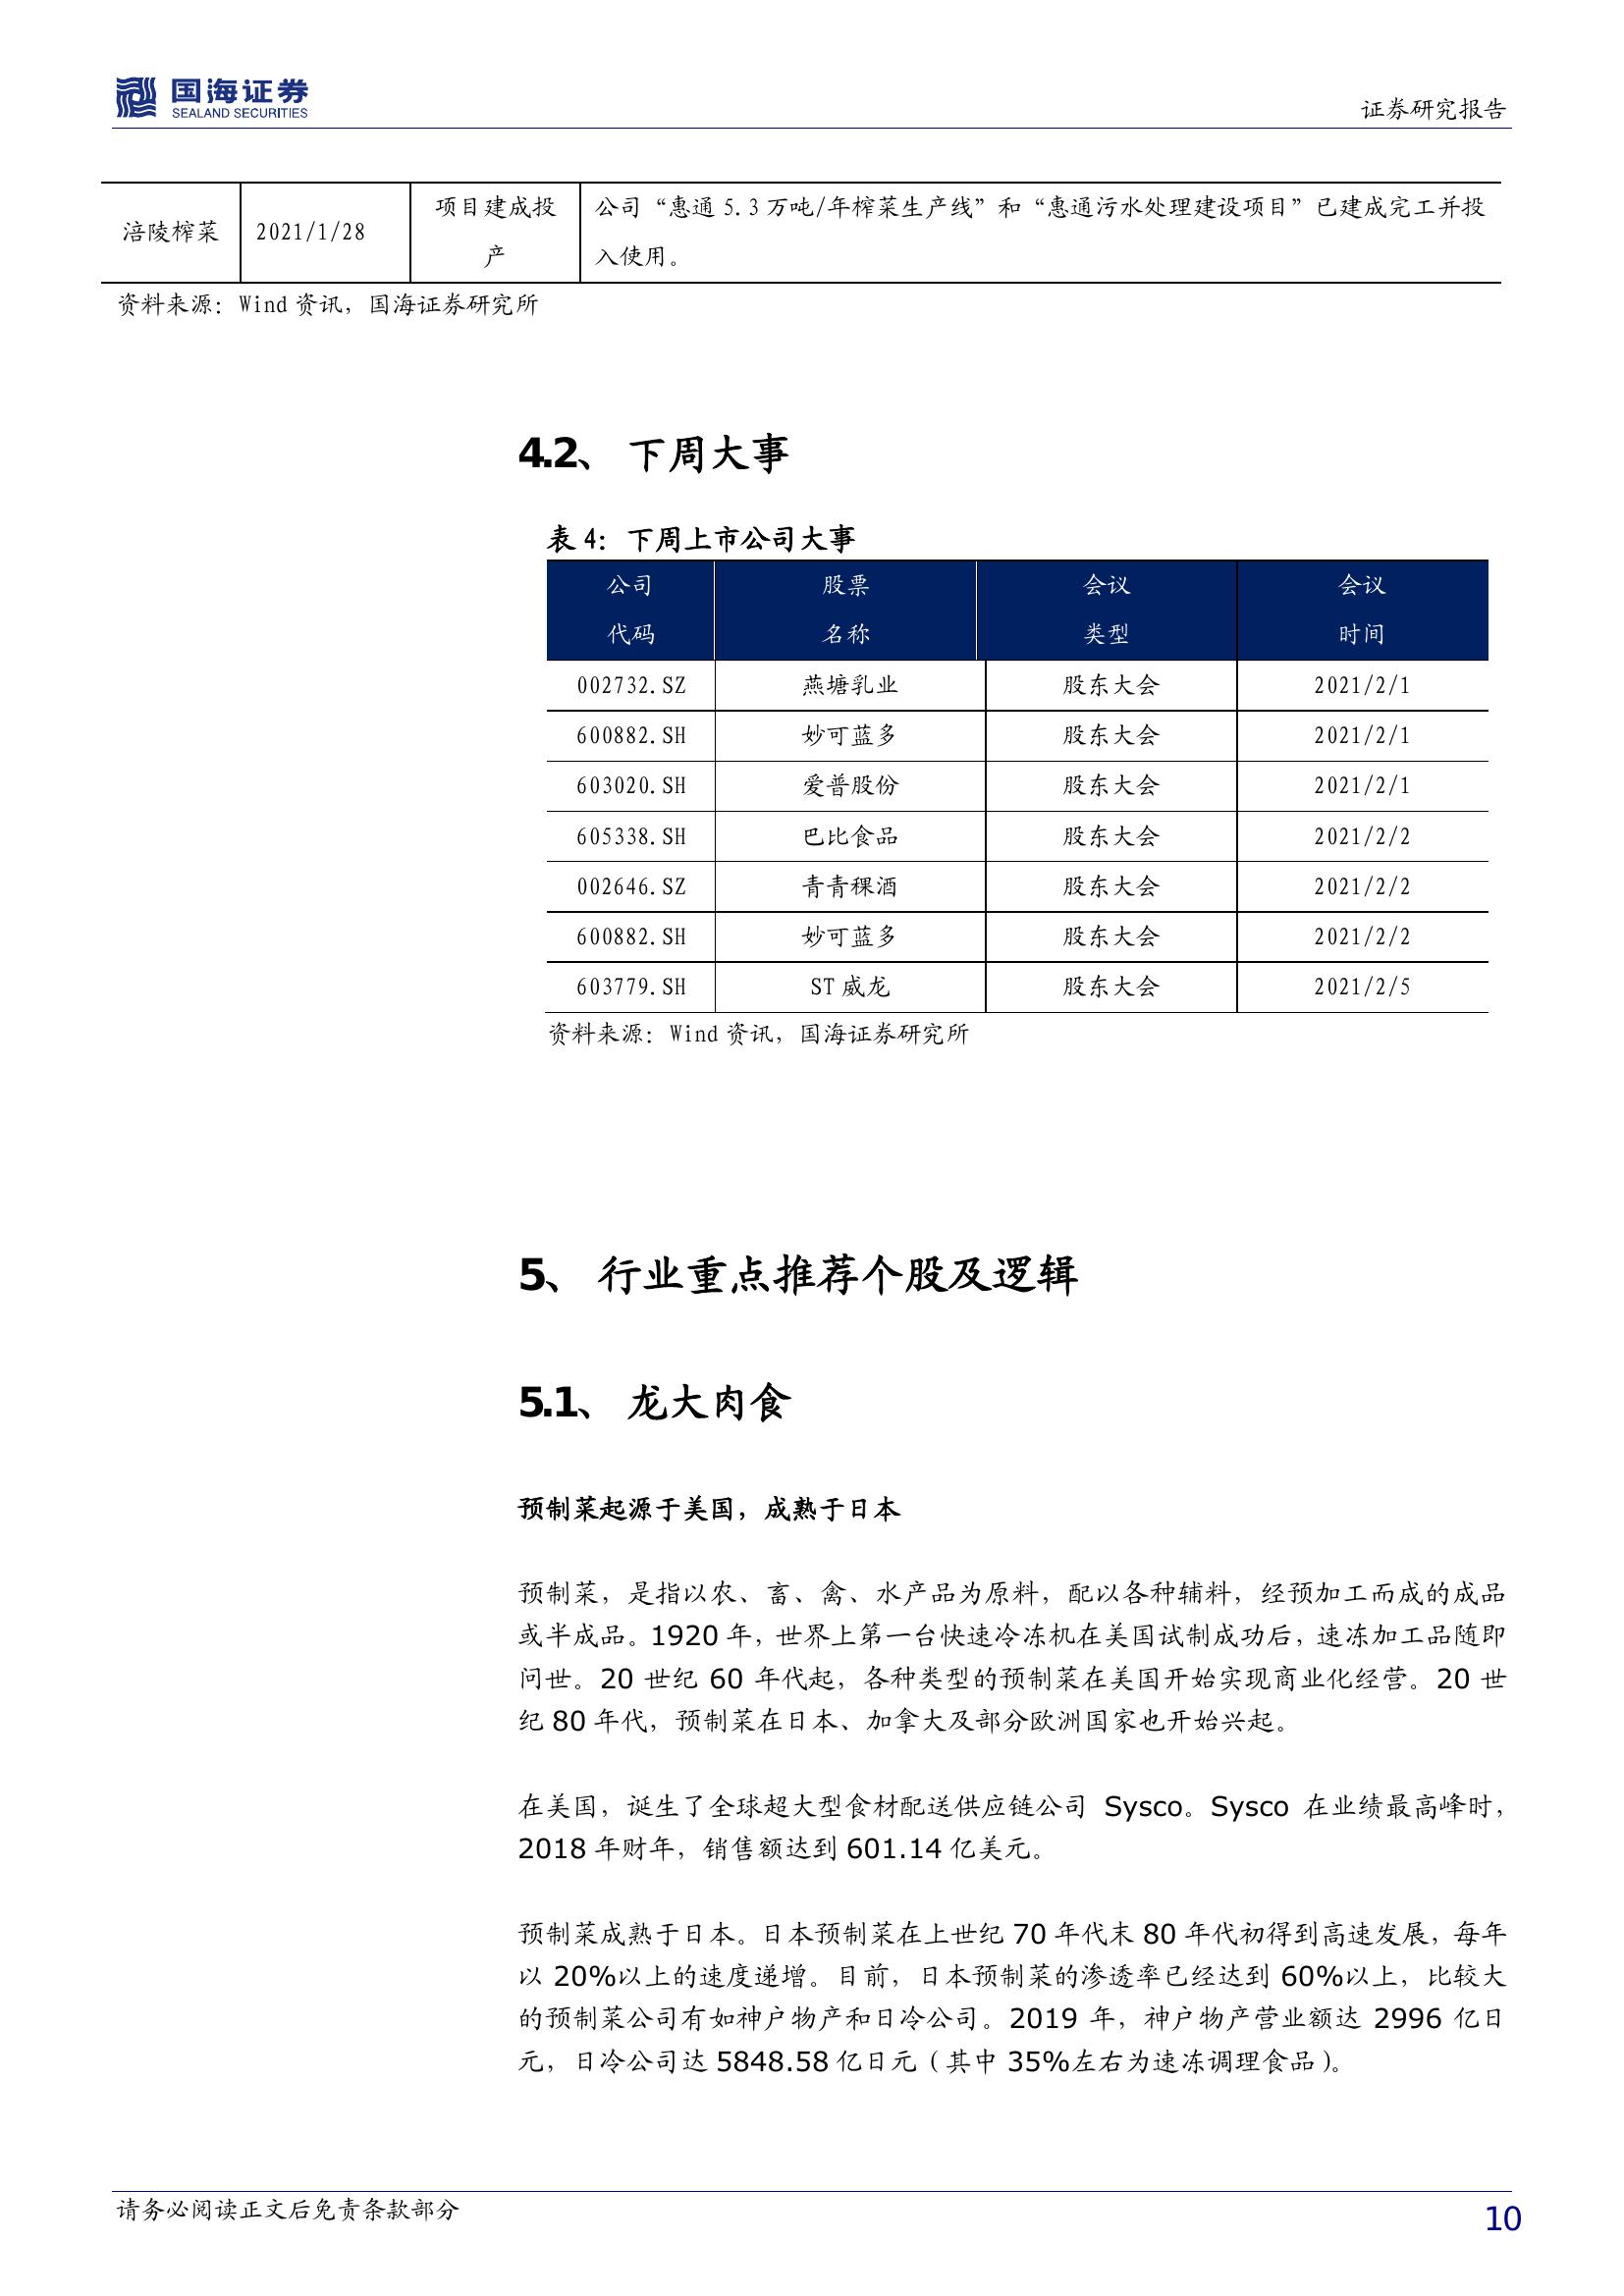 国海证券
SEALAND SECURITIES
证券研究报告
涪陵榨菜 2021/1/28 项目建成投产 公司“惠通 5.3 万吨/年榨菜生产线”和“惠通污水处理建设项目”已建成完工并投
入使用。
资料来源：Wind 资讯，国海证券研究所
4.2、 下周大事
表 4：下周上市公司大事
公司 股票 会议 会议
代码 名称 类型 时间
002732.SZ 燕塘乳业 股东大会 2021/2/1
600882.SH 妙可蓝多 股东大会 2021/2/1
603020.SH 爱普股份 股东大会 2021/2/1
605338.SH 巴比食品 股东大会 2021/2/2
002646.SZ 青青稞酒 股东大会 2021/2/2
600882.SH 妙可蓝多 股东大会 2021/2/2
603779.SH ST 威龙 股东大会 2021/2/5
资料来源：Wind 资讯，国海证券研究所
5、 行业重点推荐个股及逻辑
5.1、 龙大肉食
预制菜起源于美国，成熟于日本
预制菜，是指以农、畜、禽、水产品为原料，配以各种辅料，经预加工而成的成品
或半成品。1920 年，世界上第一台快速冷冻机在美国试制成功后，速冻加工品随即
问世。20 世纪 60 年代起，各种类型的预制菜在美国开始实现商业化经营。20 世
纪 80 年代，预制菜在日本、加拿大及部分欧洲国家也开始兴起。
在美国，诞生了全球超大型食材配送供应链公司 Sysco。Sysco 在业绩最高峰时，
2018 年财年，销售额达到 601.14 亿美元。
预制菜成熟于日本。日本预制菜在上世纪 70 年代末 80 年代初得到高速发展，每年
以 20%以上的速度递增。目前，日本预制菜的渗透率已经达到 60%以上，比较大
的预制菜公司有如神户物产和日冷公司。2019 年，神户物产营业额达 2996 亿日
元，日冷公司达 5848.58 亿日元（其中 35%左右为速冻调理食品）。
请务必阅读正文后免责条款部分
10